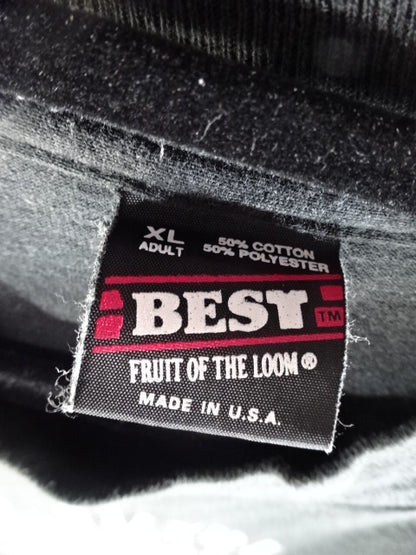 XL
ADULT
50% COTTON
50% POLYESTER
BEST TM
FRUIT OF THE LOOM®
MADE IN U.S.A.